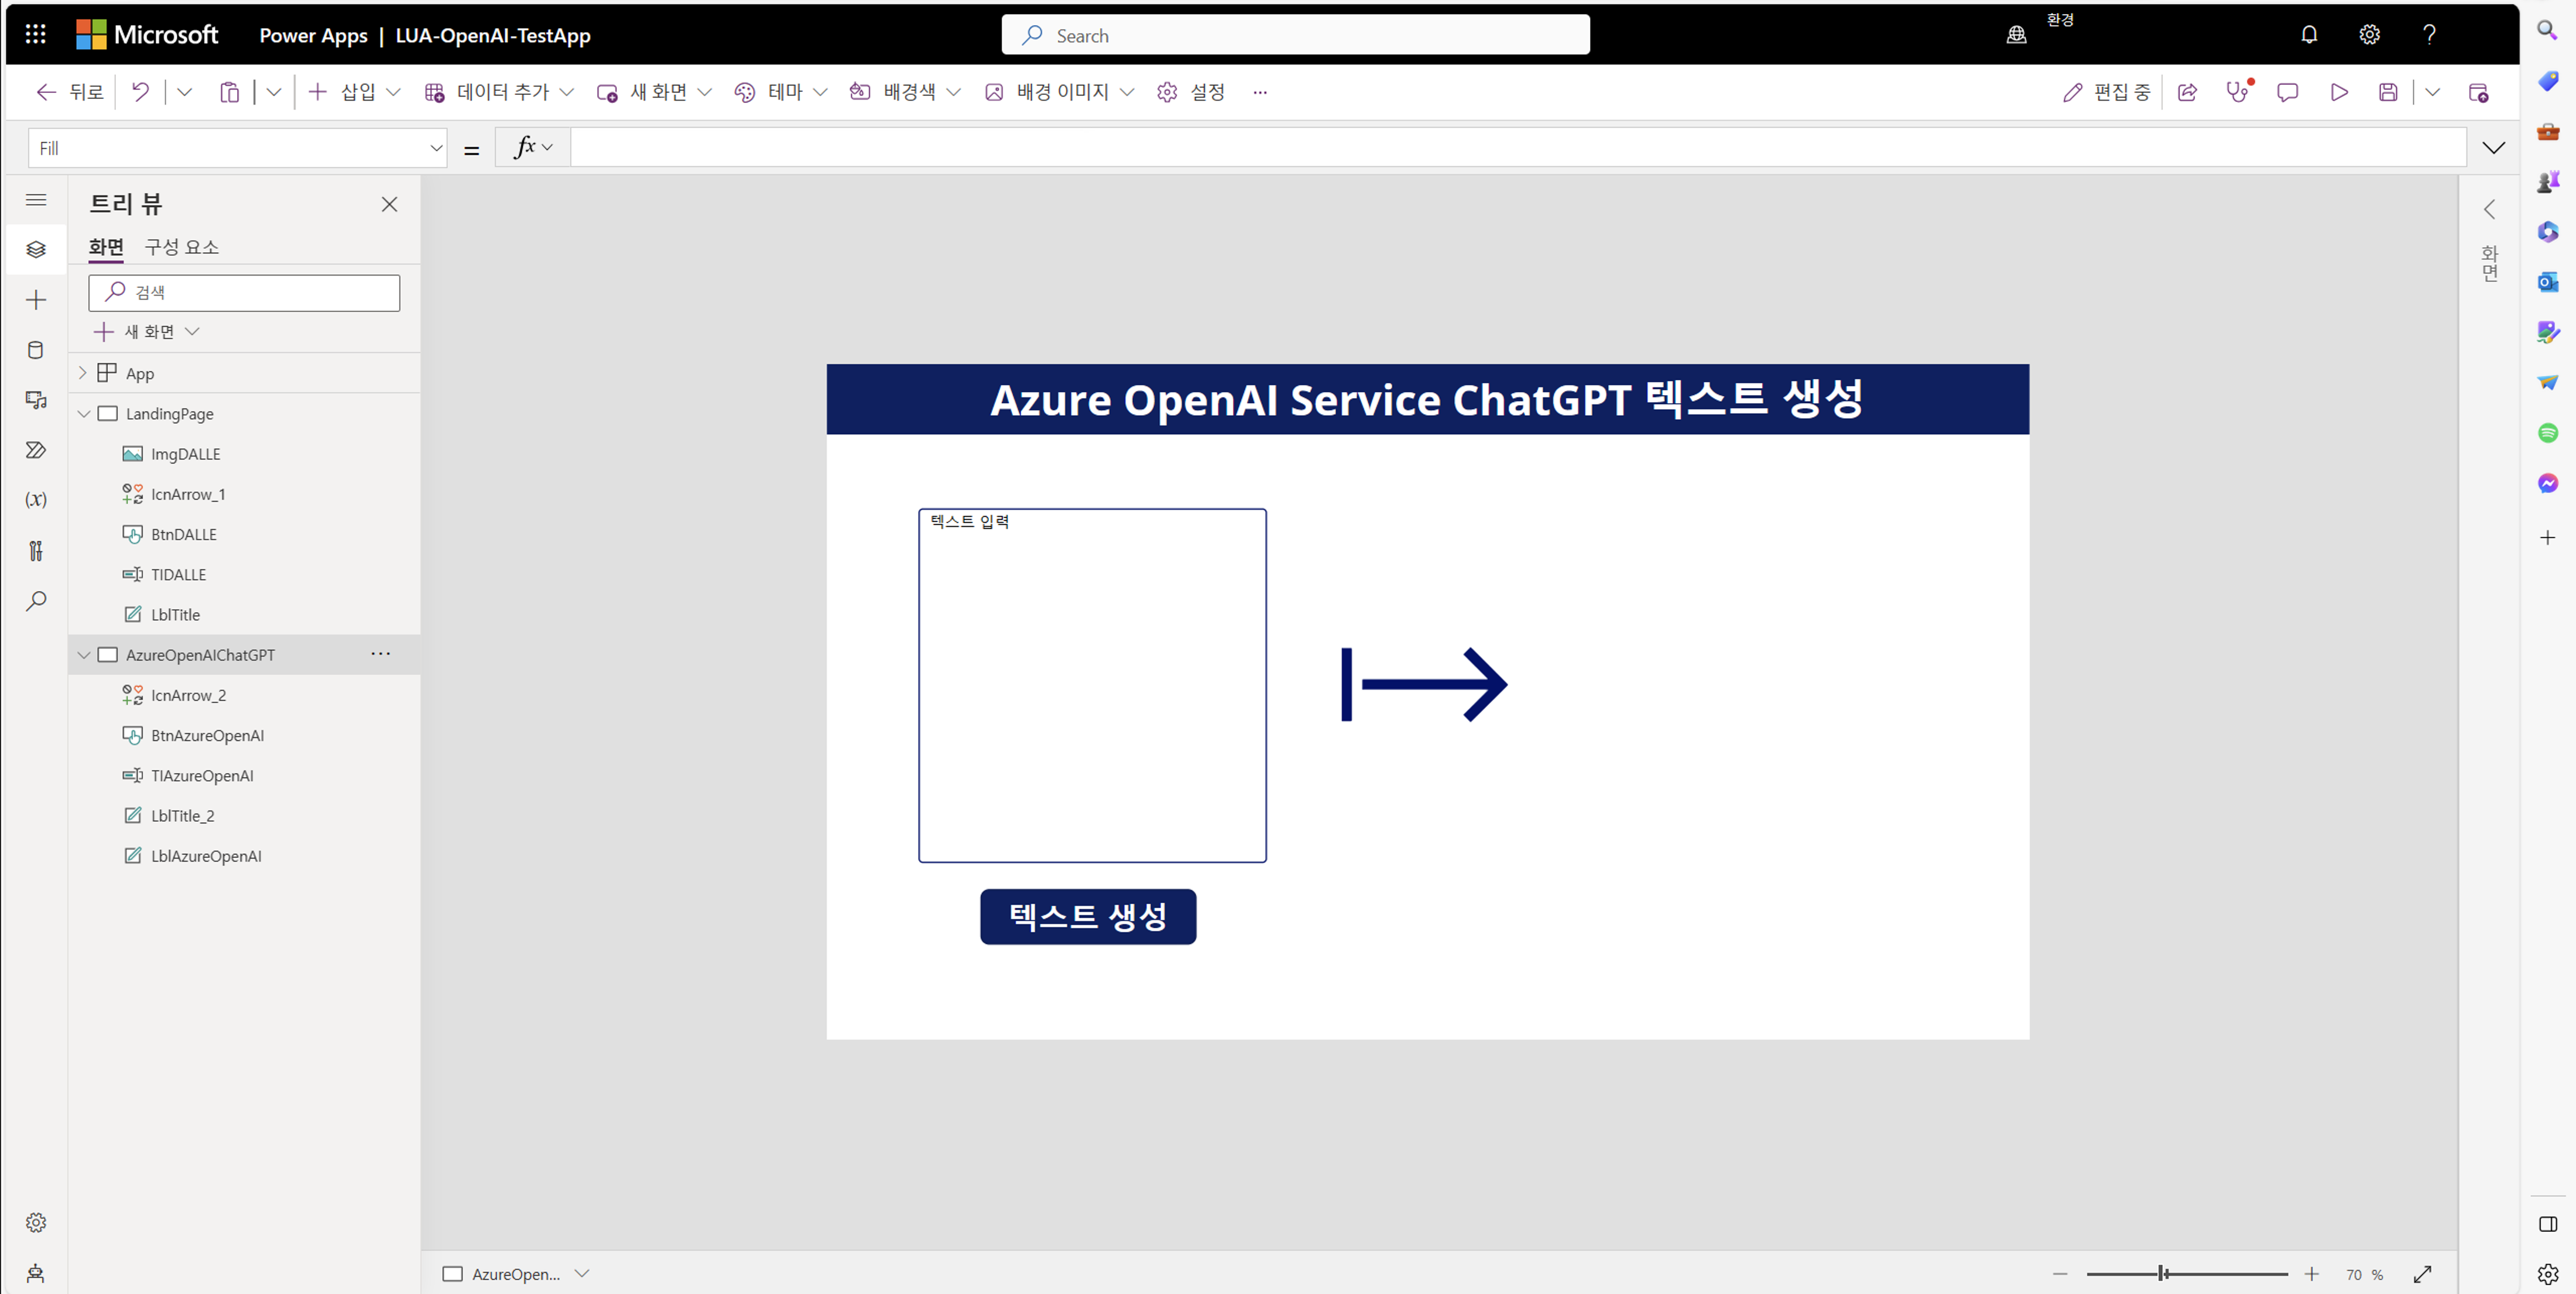 Microsoft Power Apps | LUA-OpenAI-TestApp Search 환경
뒤로 삽입 데이터 추가 새 화면 테마 배경색 배경 이미지 설정 ... 편집 중
Fill = fx
트리 뷰
화면 구성 요소
검색
새 화면
App
LandingPage
ImgDALLE
IcnArrow_1
BtnDALLE
TIDALLE
LblTitle
AzureOpenAIChatGPT ...
IcnArrow_2
BtnAzureOpenAI
TIAzureOpenAI
LblTitle_2
LblAzureOpenAI
Azure OpenAI Service ChatGPT 텍스트 생성
텍스트 입력
텍스트 생성
화면
AzureOpen... 70 %